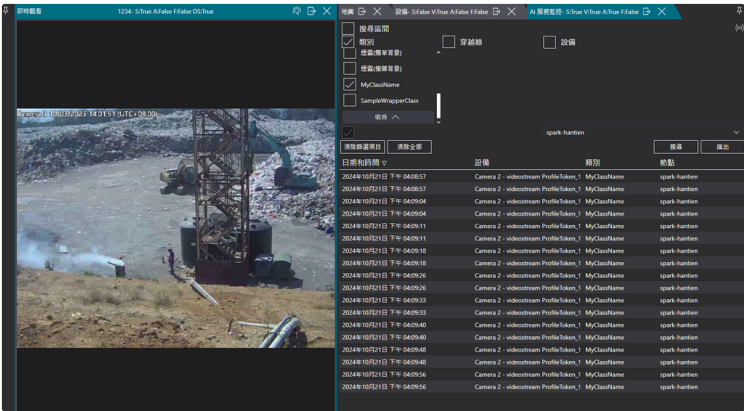 即時觀看
1234- S:True A:False F:False DS:True
地圖
設備- S:False V:True A:False F:False
AI 服務監控- S:True V:True A:True F:False
Camera 1 10/03/2023 14:01:51 (UTC+08:00)
搜尋區間
類別
穿越線
設備
煙雲(簡單背景)
煙雲(複雜背景)
MyClassName
SampleWrapperClass
收合
spark-hantien
清除篩選項目
清除全部
搜尋
匯出
日期和時間 設備 類別 節點
2024年10月21日 下午 04:08:57 Camera 2 - videostream ProfileToken_1 MyClassName spark-hantien
2024年10月21日 下午 04:08:57 Camera 2 - videostream ProfileToken_1 MyClassName spark-hantien
2024年10月21日 下午 04:09:04 Camera 2 - videostream ProfileToken_1 MyClassName spark-hantien
2024年10月21日 下午 04:09:04 Camera 2 - videostream ProfileToken_1 MyClassName spark-hantien
2024年10月21日 下午 04:09:11 Camera 2 - videostream ProfileToken_1 MyClassName spark-hantien
2024年10月21日 下午 04:09:11 Camera 2 - videostream ProfileToken_1 MyClassName spark-hantien
2024年10月21日 下午 04:09:18 Camera 2 - videostream ProfileToken_1 MyClassName spark-hantien
2024年10月21日 下午 04:09:18 Camera 2 - videostream ProfileToken_1 MyClassName spark-hantien
2024年10月21日 下午 04:09:26 Camera 2 - videostream ProfileToken_1 MyClassName spark-hantien
2024年10月21日 下午 04:09:26 Camera 2 - videostream ProfileToken_1 MyClassName spark-hantien
2024年10月21日 下午 04:09:33 Camera 2 - videostream ProfileToken_1 MyClassName spark-hantien
2024年10月21日 下午 04:09:33 Camera 2 - videostream ProfileToken_1 MyClassName spark-hantien
2024年10月21日 下午 04:09:40 Camera 2 - videostream ProfileToken_1 MyClassName spark-hantien
2024年10月21日 下午 04:09:40 Camera 2 - videostream ProfileToken_1 MyClassName spark-hantien
2024年10月21日 下午 04:09:48 Camera 2 - videostream ProfileToken_1 MyClassName spark-hantien
2024年10月21日 下午 04:09:48 Camera 2 - videostream ProfileToken_1 MyClassName spark-hantien
2024年10月21日 下午 04:09:56 Camera 2 - videostream ProfileToken_1 MyClassName spark-hantien
2024年10月21日 下午 04:09:56 Camera 2 - videostream ProfileToken_1 MyClassName spark-hantien